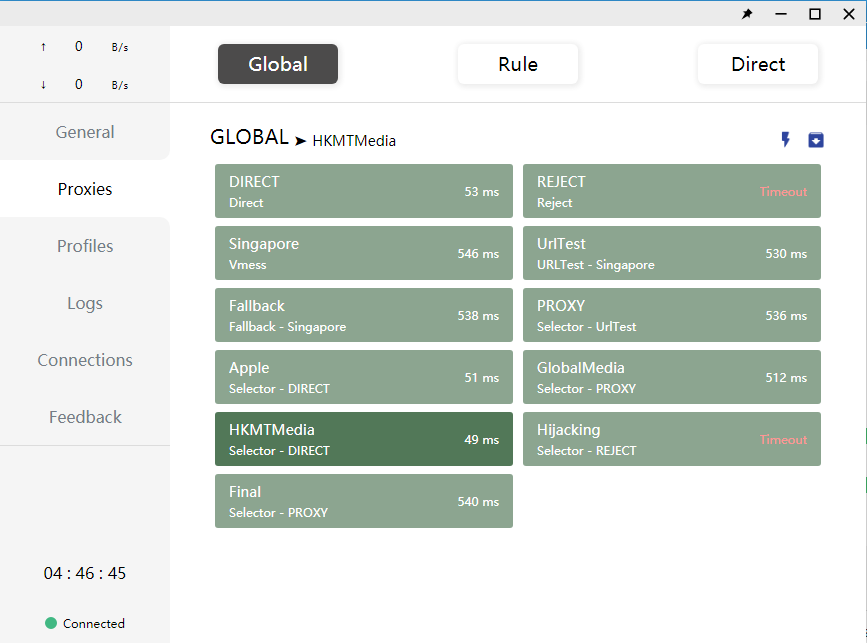 ↑ 0 B/s
↓ 0 B/s
General
Proxies
Profiles
Logs
Connections
Feedback
04 : 46 : 45
Connected
Global Rule Direct
GLOBAL ➤ HKMTMedia
DIRECT
Direct
53 ms
REJECT
Reject
Timeout
Singapore
Vmess
546 ms
UrlTest
URLTest - Singapore
530 ms
Fallback
Fallback - Singapore
538 ms
PROXY
Selector - UrlTest
536 ms
Apple
Selector - DIRECT
51 ms
GlobalMedia
Selector - PROXY
512 ms
HKMTMedia
Selector - DIRECT
49 ms
Hijacking
Selector - REJECT
Timeout
Final
Selector - PROXY
540 ms